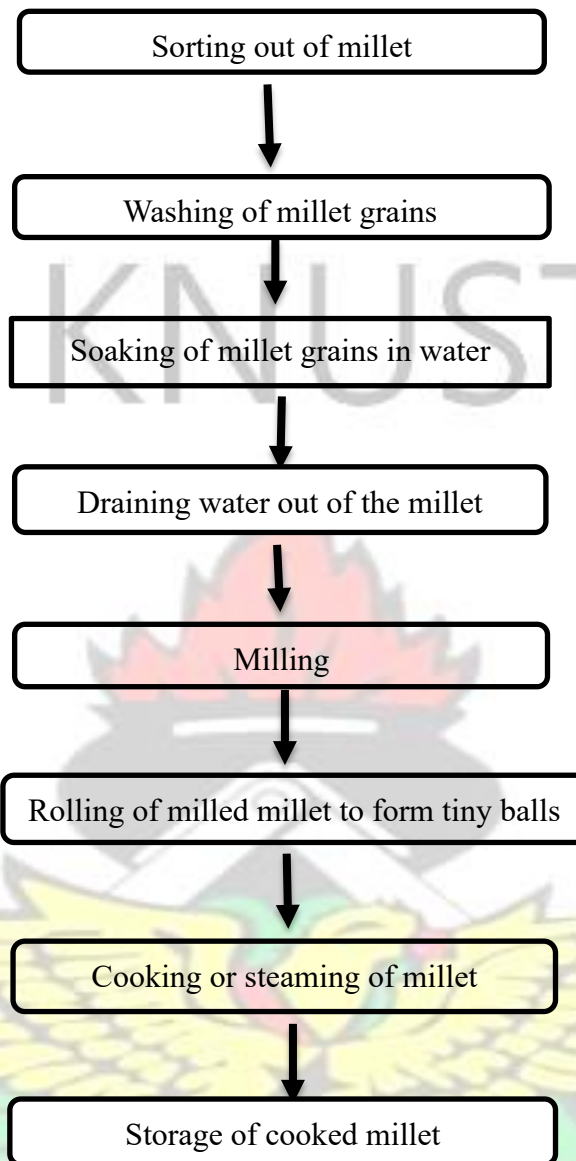 Sorting out of millet
Washing of millet grains
KNUST
Soaking of millet grains in water
Draining water out of the millet
Milling
Rolling of milled millet to form tiny balls
Cooking or steaming of millet
Storage of cooked millet